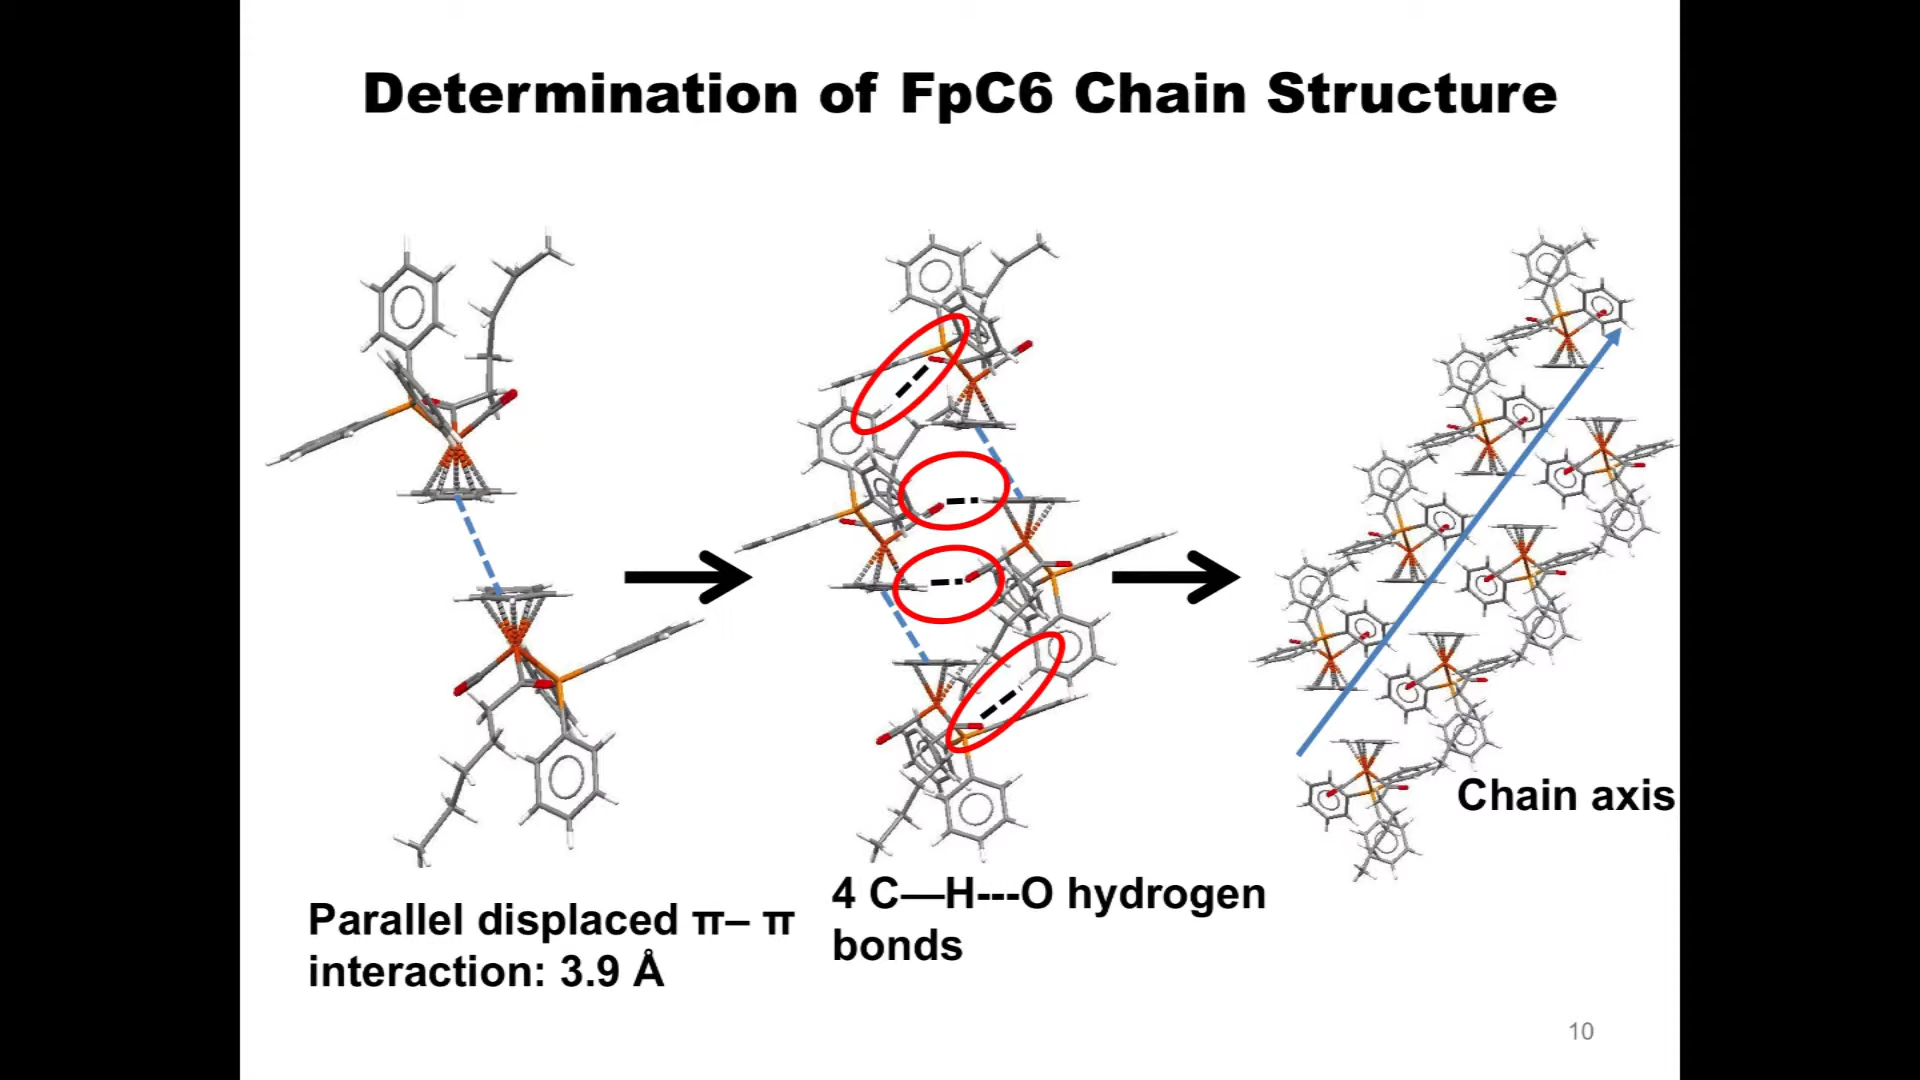 Determination of FpC6 Chain Structure
Chain axis
Parallel displaced π– π
interaction: 3.9 Å
4 C—H---O hydrogen
bonds
10